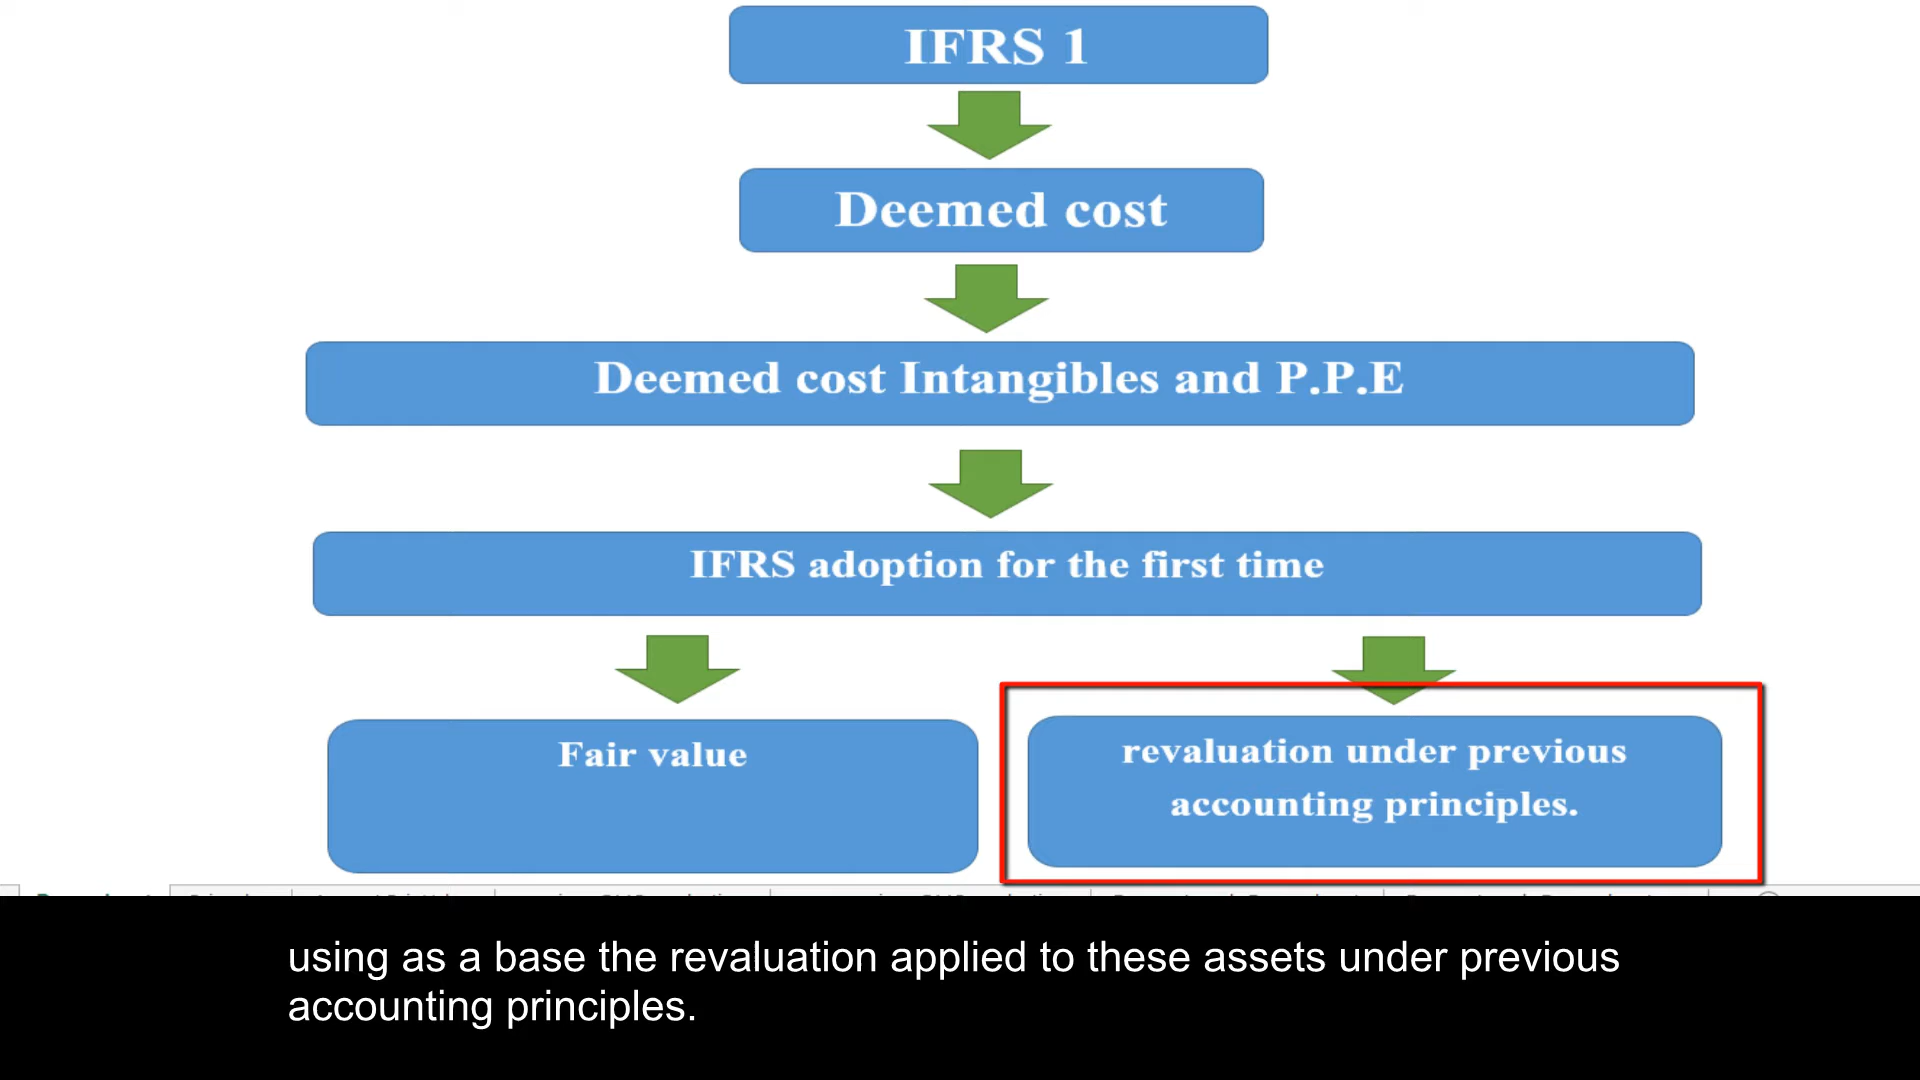 IFRS 1
Deemed cost
Deemed cost Intangibles and P.P.E
IFRS adoption for the first time
Fair value
revaluation under previous
accounting principles.
using as a base the revaluation applied to these assets under previous
accounting principles.